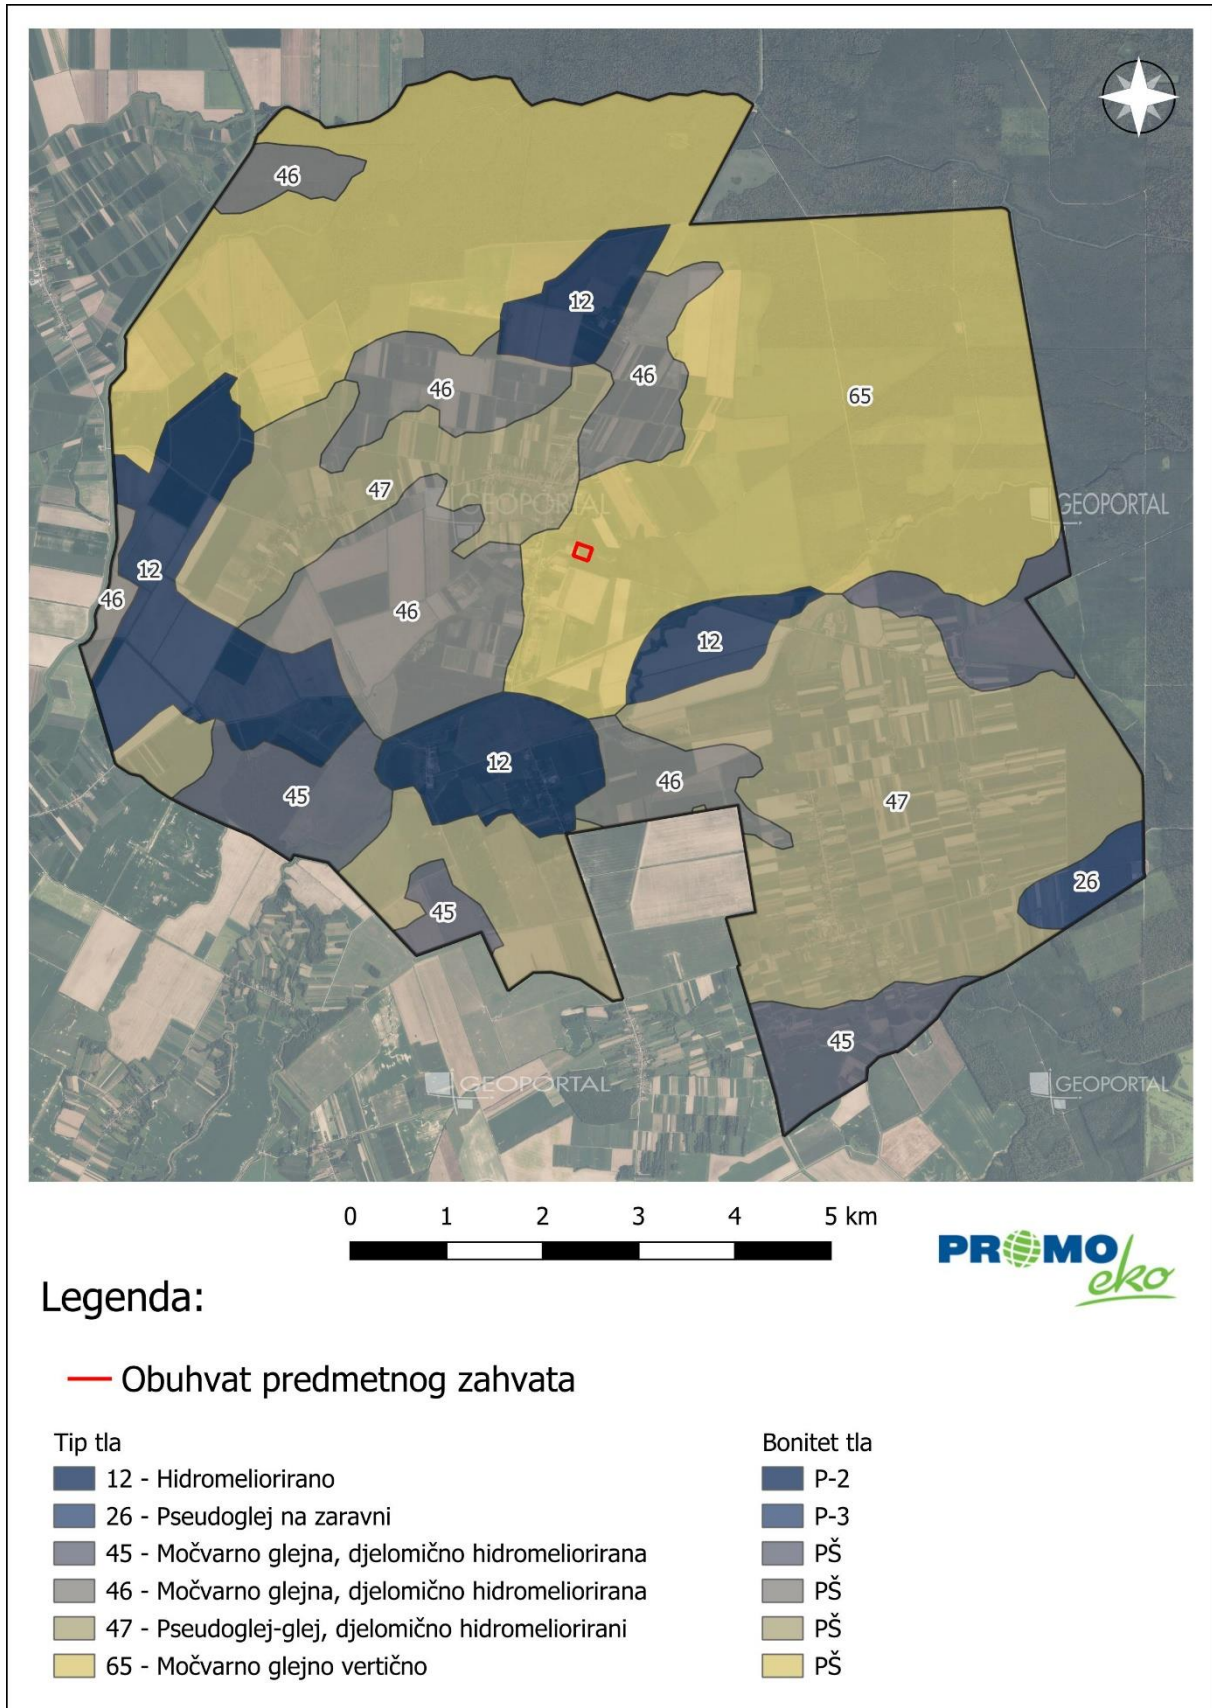 46
12
46
46
65
47
GEOPORTAL
GEOPORTAL
12
46
46
12
12
46
45
47
26
45
45
GEOPORTAL
GEOPORTAL
0 1 2 3 4 5 km
PROMO
eko
Legenda:
Obuhvat predmetnog zahvata
Tip tla
12 - Hidromeliorirano
26 - Pseudoglej na zaravni
45 - Močvarno glejna, djelomično hidromeliorirana
46 - Močvarno glejna, djelomično hidromeliorirana
47 - Pseudoglej-glej, djelomično hidromeliorirani
65 - Močvarno glejno vertično
Bonitet tla
P-2
P-3
PŠ
PŠ
PŠ
PŠ